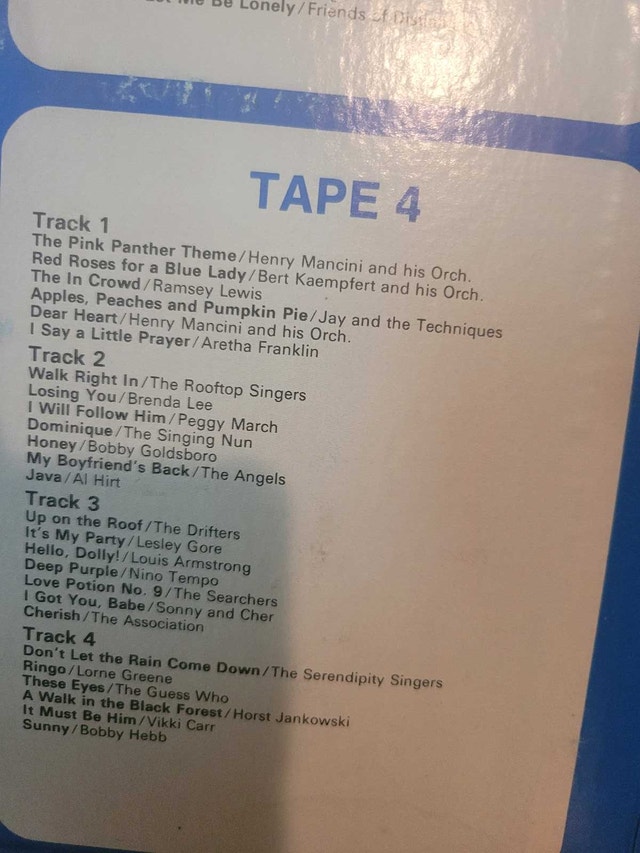 Me Be Lonely/Friends of
TAPE 4
Track 1
The Pink Panther Theme/Henry Mancini and his Orch.
Red Roses for a Blue Lady/Bert Kaempfert and his Orch.
The In Crowd/Ramsey Lewis
Apples, Peaches and Pumpkin Pie/Jay and the Techniques
Dear Heart/Henry Mancini and his Orch.
I Say a Little Prayer/Aretha Franklin
Track 2
Walk Right In/The Rooftop Singers
Losing You/Brenda Lee
I Will Follow Him/Peggy March
Dominique/The Singing Nun
Honey/Bobby Goldsboro
My Boyfriend's Back/The Angels
Java/Al Hirt
Track 3
Up on the Roof/The Drifters
It's My Party/Lesley Gore
Hello, Dolly!/Louis Armstrong
Deep Purple/Nino Tempo
Love Potion No. 9/The Searchers
I Got You, Babe/Sonny and Cher
Cherish/The Association
Track 4
Don't Let the Rain Come Down/The Serendipity Singers
Ringo/Lorne Greene
These Eyes/The Guess Who
A Walk in the Black Forest/Horst Jankowski
It Must Be Him/Vikki Carr
Sunny/Bobby Hebb